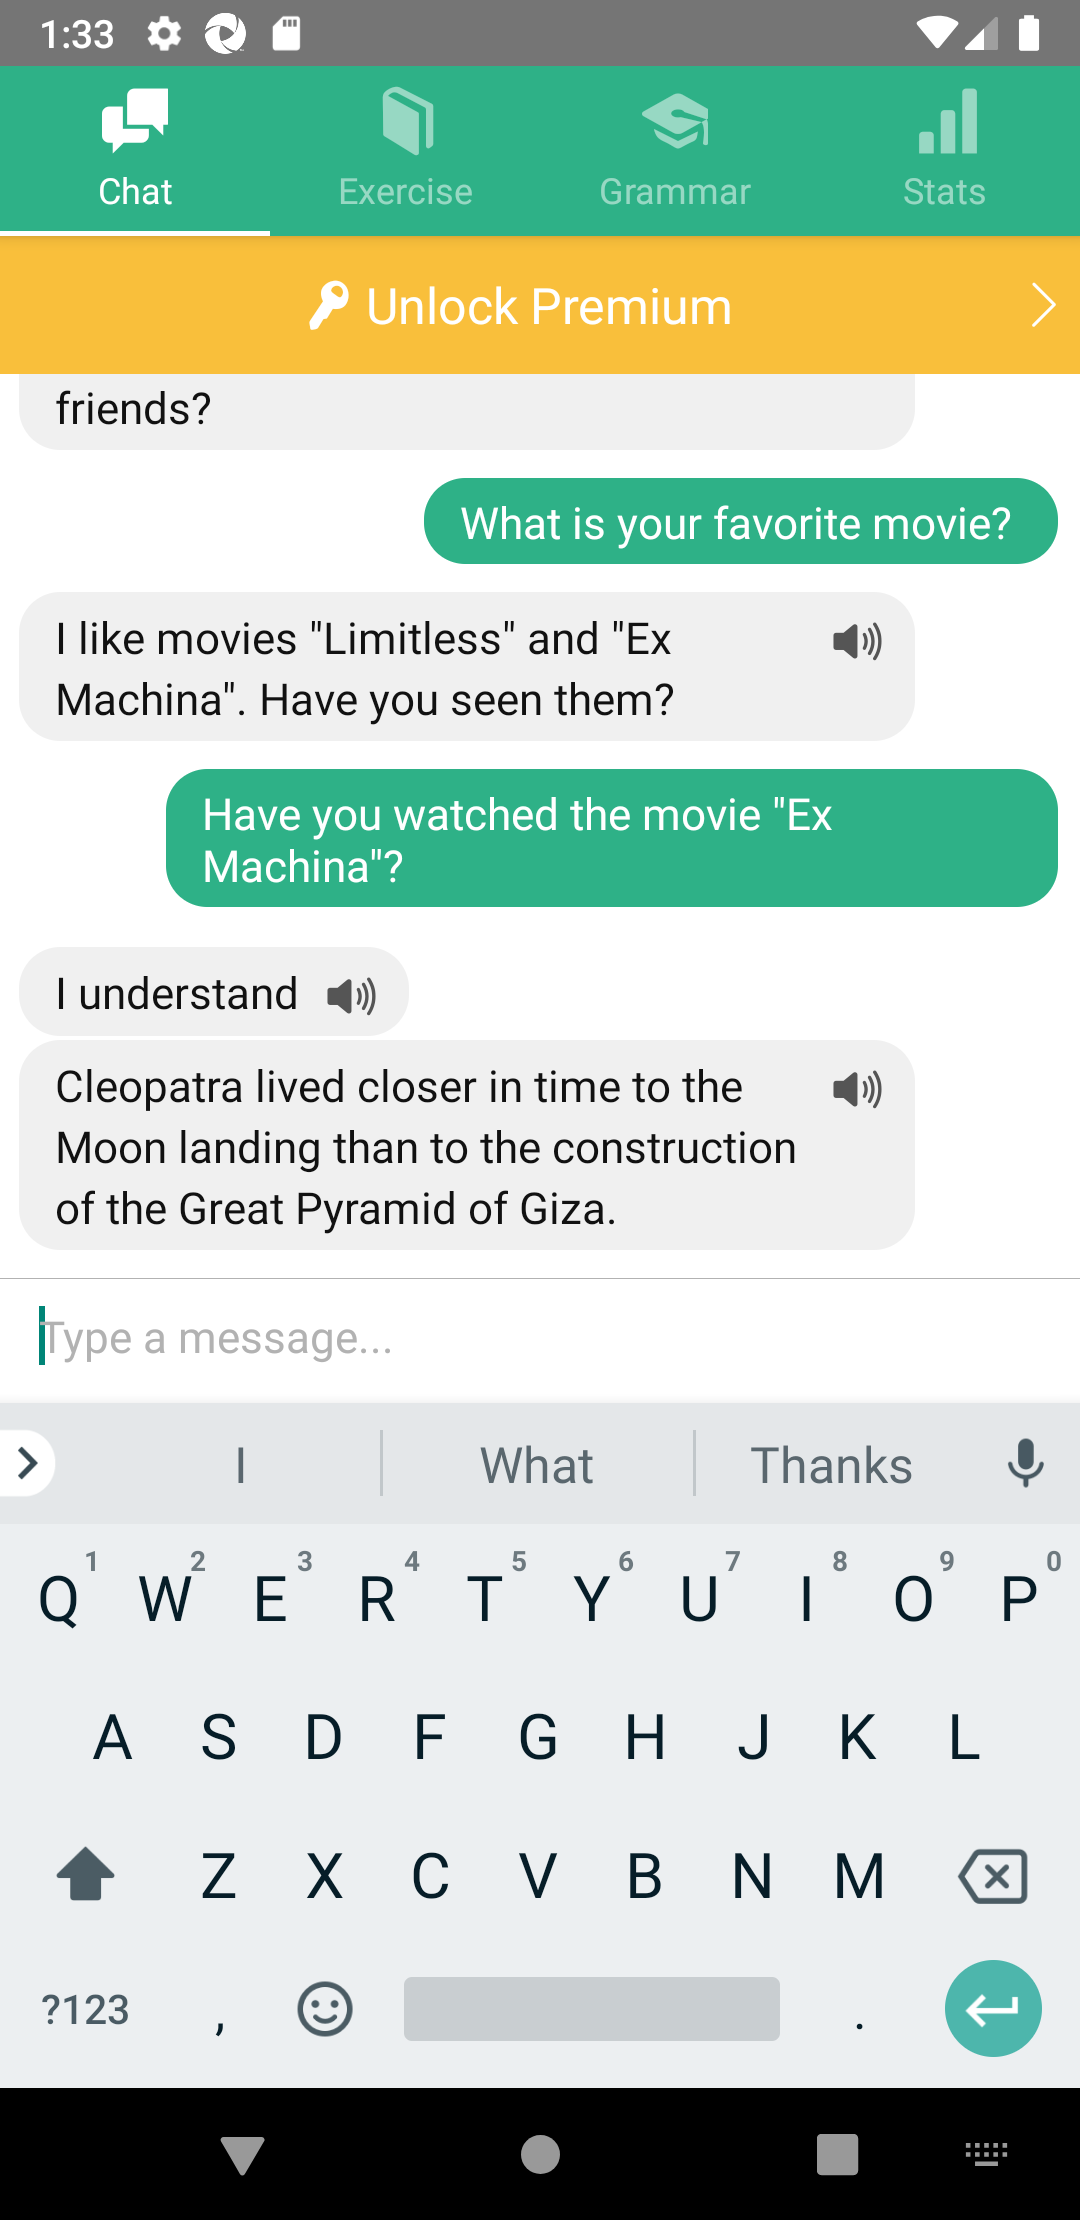 1:33
Chat
Exercise
Grammar
Stats
Unlock Premium
friends?
What is your favorite movie?
I like movies "Limitless" and "Ex
Machina". Have you seen them?
Have you watched the movie "Ex
Machina"?
I understand
Cleopatra lived closer in time to the
Moon landing than to the construction
of the Great Pyramid of Giza.
Type a message...
I What Thanks
Q 1 W 2 E 3 R 4 T 5 Y 6 U 7 I 8 O 9 P 0
A S D F G H J K L
Z X C V B N M
?123 , .